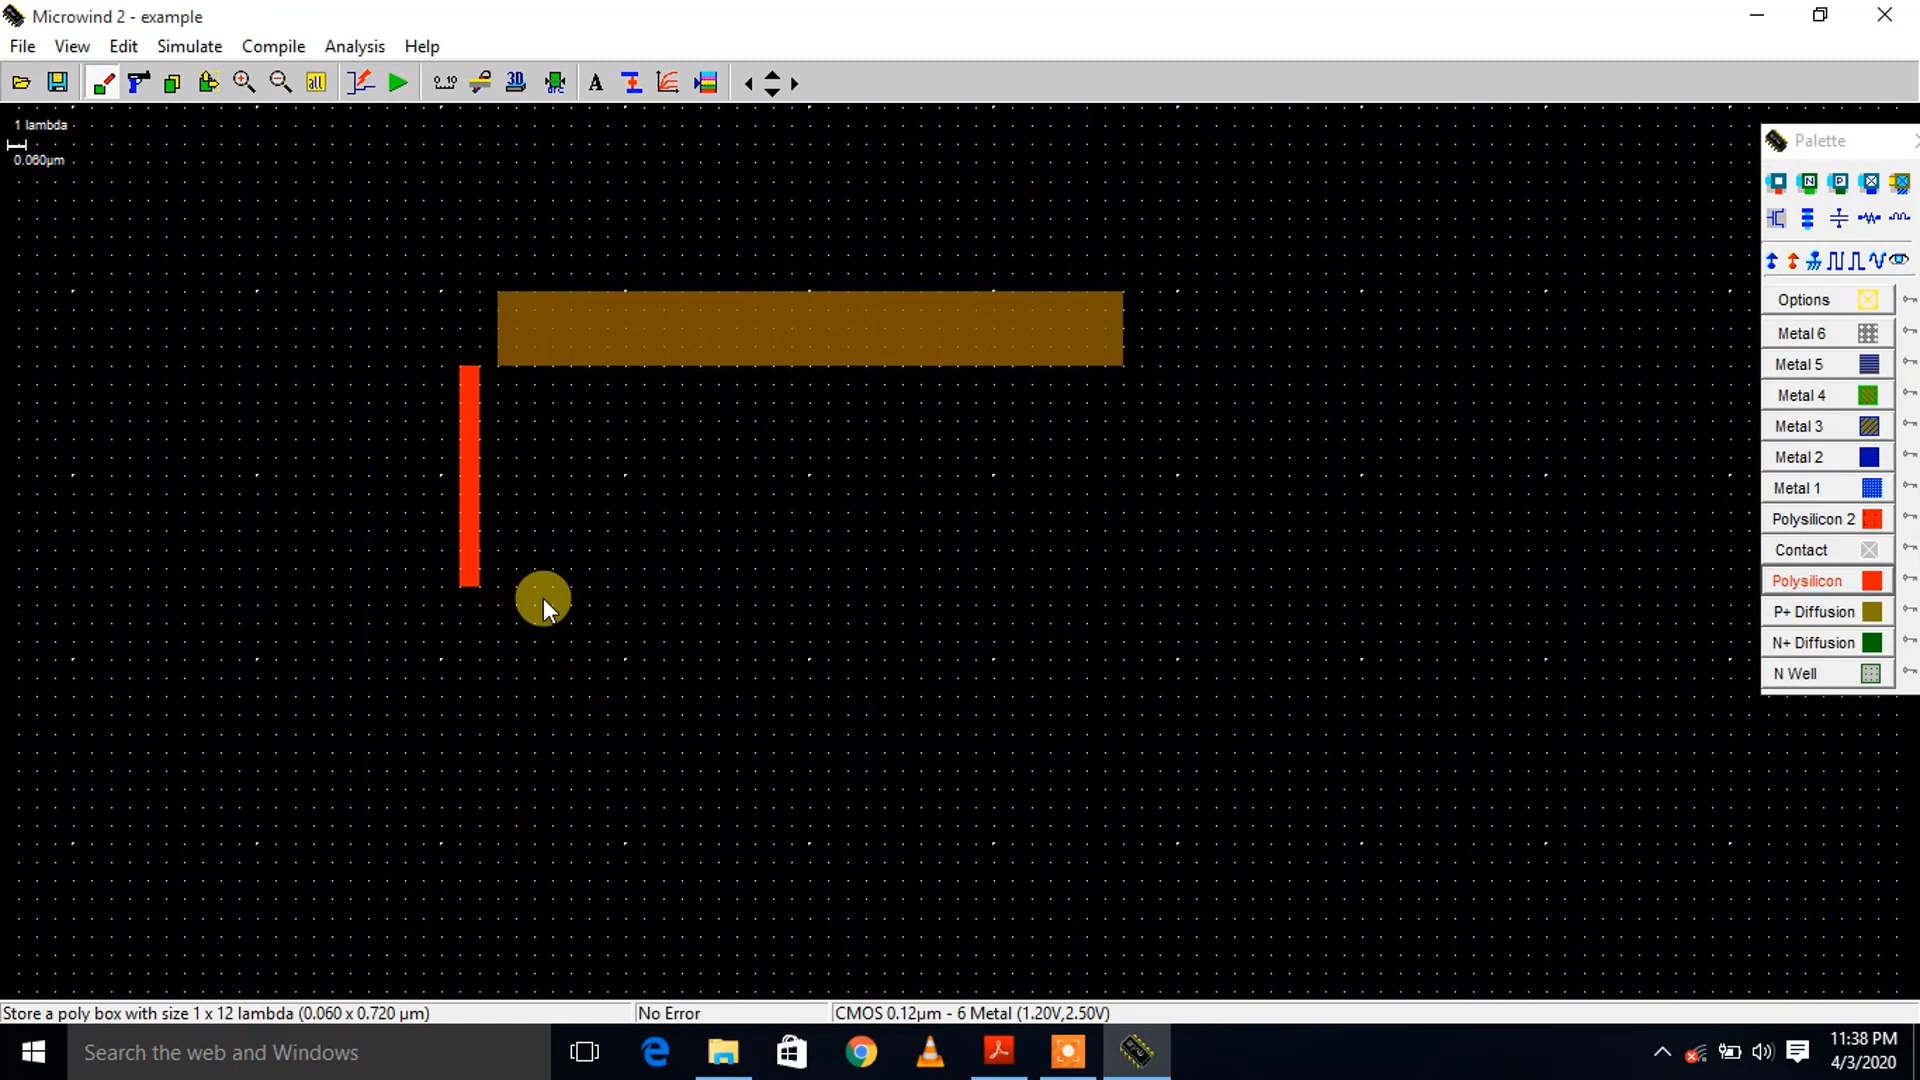 Microwind 2 - example
File View Edit Simulate Compile Analysis Help
1 lambda
0.060µm
Palette
Options
Metal 6
Metal 5
Metal 4
Metal 3
Metal 2
Metal 1
Polysilicon 2
Contact
Polysilicon
P+ Diffusion
N+ Diffusion
N Well
Store a poly box with size 1 x 12 lambda (0.060 x 0.720 µm)
No Error
CMOS 0.12µm - 6 Metal (1.20V,2.50V)
Search the web and Windows
11:38 PM
4/3/2020